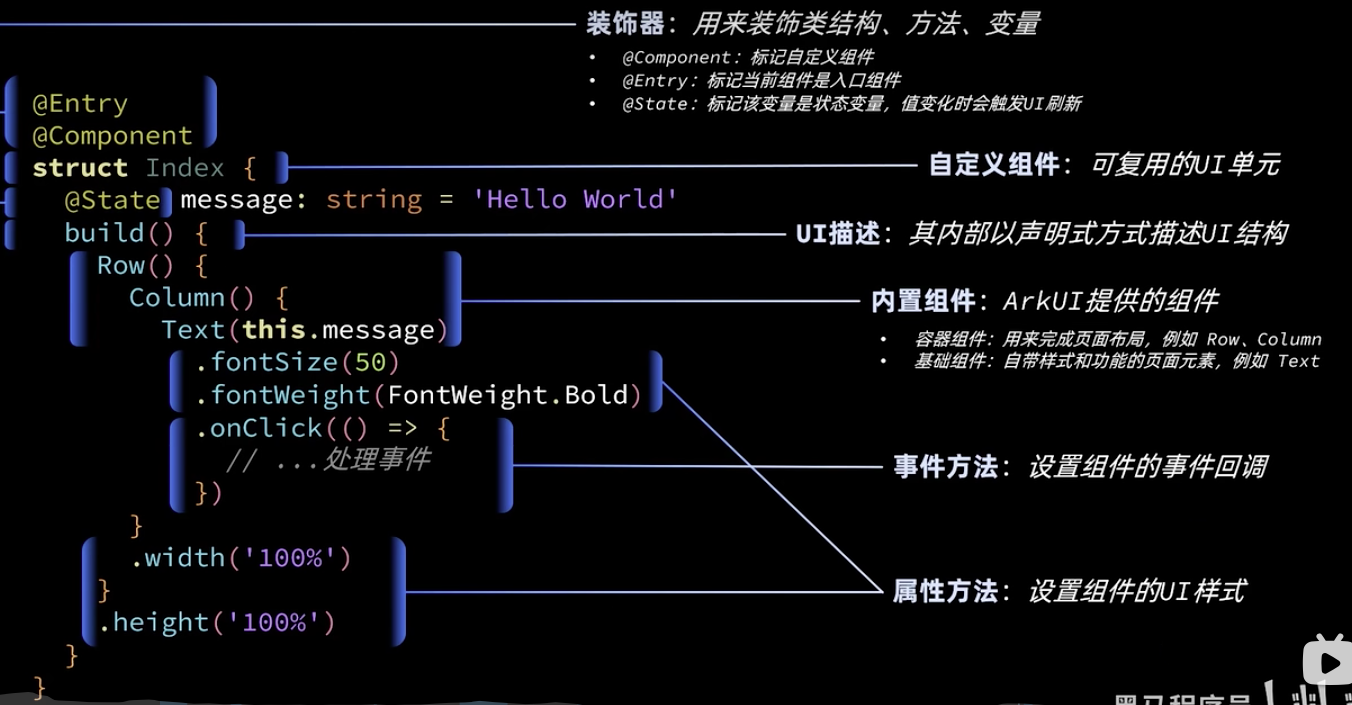 装饰器：用来装饰类结构、方法、变量
• @Component：标记自定义组件
• @Entry：标记当前组件是入口组件
• @State：标记该变量是状态变量，值变化时会触发UI刷新
@Entry
@Component
struct Index {
自定义组件：可复用的UI单元
@State message: string = 'Hello World'
build() {
UI描述：其内部以声明式方式描述UI结构
Row() {
Column() {
内置组件：ArkUI提供的组件
Text(this.message)
• 容器组件：用来完成页面布局，例如 Row、Column
• 基础组件：自带样式和功能的页面元素，例如 Text
.fontSize(50)
.fontWeight(FontWeight.Bold)
.onClick(() => {
// ...处理事件
事件方法：设置组件的事件回调
})
}
.width('100%')
}
属性方法：设置组件的UI样式
.height('100%')
}
}